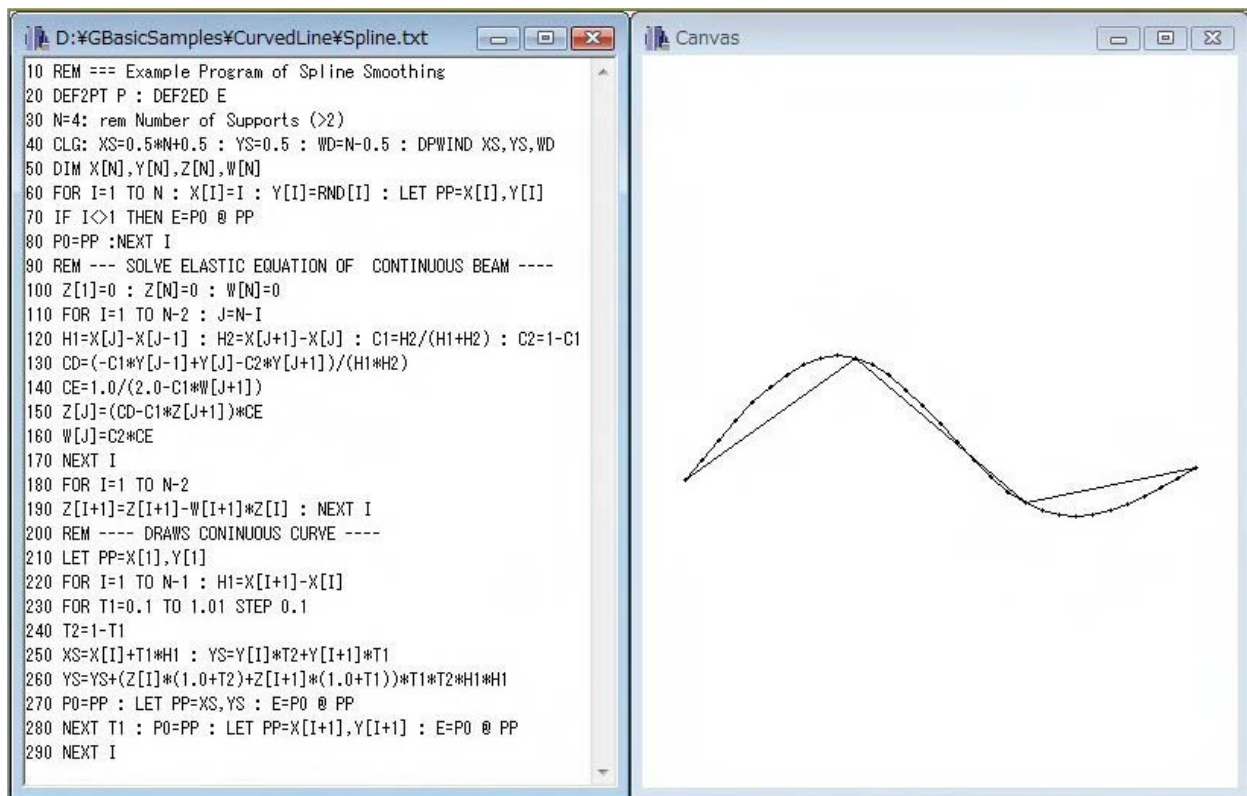 D:¥GBasicSamples¥CurvedLine¥Spline.txt
10 REM === Example Program of Spline Smoothing
20 DEF2PT P : DEF2ED E
30 N=4: rem Number of Supports (>2)
40 CLG: XS=0.5*N+0.5 : YS=0.5 : WD=N-0.5 : DPWIND XS,YS,WD
50 DIM X[N],Y[N],Z[N],W[N]
60 FOR I=1 TO N : X[I]=I : Y[I]=RND[I] : LET PP=X[I],Y[I]
70 IF I<>1 THEN E=P0 @ PP
80 P0=PP :NEXT I
90 REM --- SOLVE ELASTIC EQUATION OF  CONTINUOUS BEAM ----
100 Z[1]=0 : Z[N]=0 : W[N]=0
110 FOR I=1 TO N-2 : J=N-I
120 H1=X[J]-X[J-1] : H2=X[J+1]-X[J] : C1=H2/(H1+H2) : C2=1-C1
130 CD=(-C1*Y[J-1]+Y[J]-C2*Y[J+1])/(H1*H2)
140 CE=1.0/(2.0-C1*W[J+1])
150 Z[J]=(CD-C1*Z[J+1])*CE
160 W[J]=C2*CE
170 NEXT I
180 FOR I=1 TO N-2
190 Z[I+1]=Z[I+1]-W[I+1]*Z[I] : NEXT I
200 REM ---- DRAWS CONINUOUS CURVE ----
210 LET PP=X[1],Y[1]
220 FOR I=1 TO N-1 : H1=X[I+1]-X[I]
230 FOR T1=0.1 TO 1.01 STEP 0.1
240 T2=1-T1
250 XS=X[I]+T1*H1 : YS=Y[I]*T2+Y[I+1]*T1
260 YS=YS+(Z[I]*(1.0+T2)+Z[I+1]*(1.0+T1))*T1*T2*H1*H1
270 P0=PP : LET PP=XS,YS : E=P0 @ PP
280 NEXT T1 : P0=PP : LET PP=X[I+1],Y[I+1] : E=P0 @ PP
290 NEXT I
Canvas